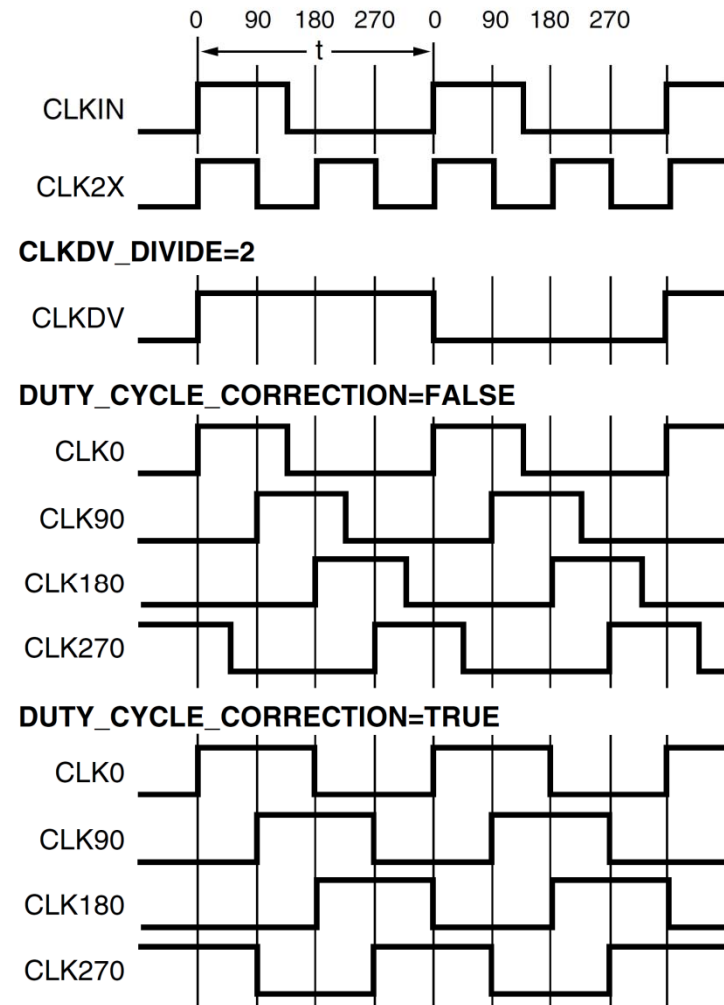 0 90 180 270 0 90 180 270
t
CLKIN
CLK2X
CLKDV_DIVIDE=2
CLKDV
DUTY_CYCLE_CORRECTION=FALSE
CLK0
CLK90
CLK180
CLK270
DUTY_CYCLE_CORRECTION=TRUE
CLK0
CLK90
CLK180
CLK270